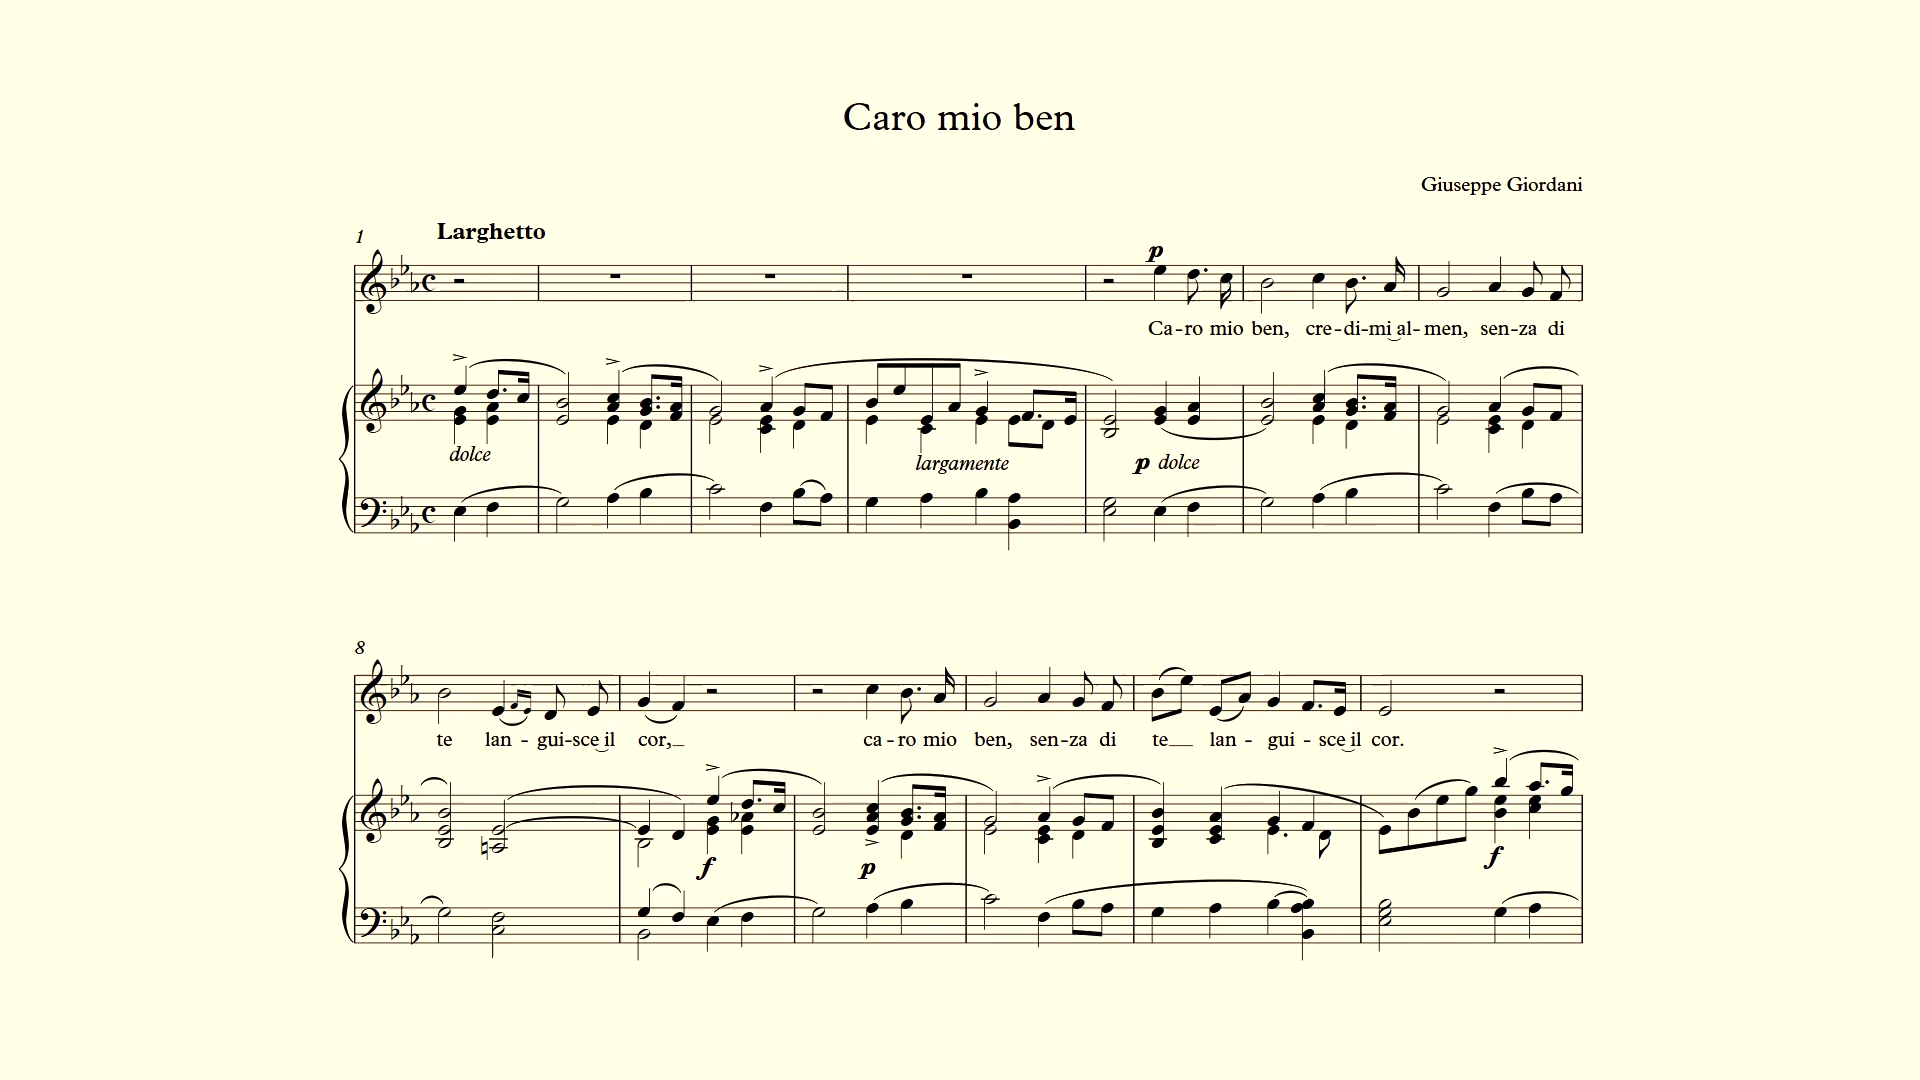 Caro mio ben
Giuseppe Giordani
Larghetto
1
p
Ca-ro mio ben, cre-di-mi‿al-men, sen-za di
dolce
largamente
p dolce
8
te lan - gui-sce‿il cor,_ ca-ro mio ben, sen-za di te__ lan - gui - sce‿il cor.
f
p
f